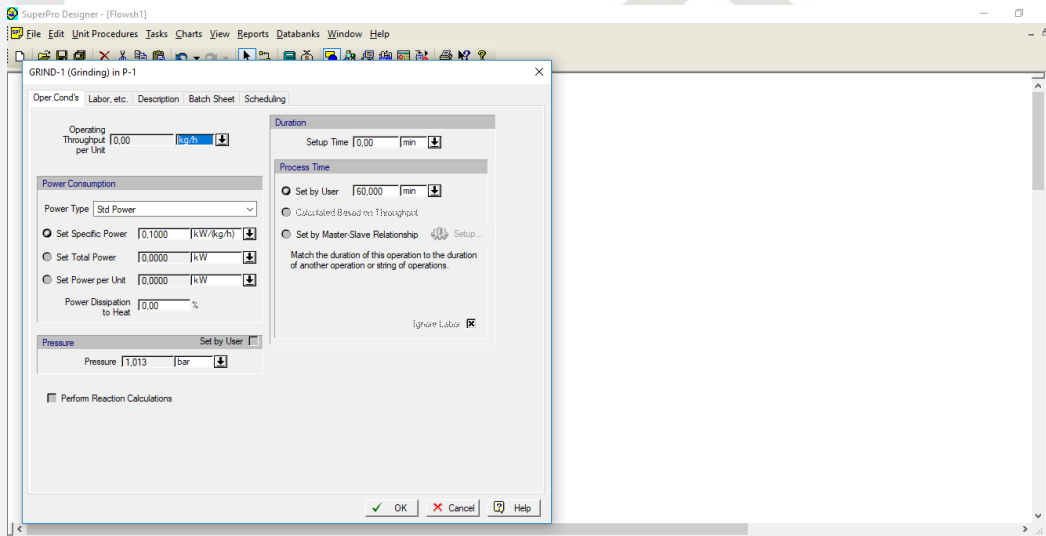 SuperPro Designer - [Flowsh1]
File Edit Unit Procedures Tasks Charts View Reports Databanks Window Help
GRIND-1 (Grinding) in P-1
Oper.Cond's Labor, etc. Description Batch Sheet Scheduling
Operating
Throughput 0,00 kg/h
per Unit
Power Consumption
Power Type Std Power
Set Specific Power 0,1000 kW/(kg/h)
Set Total Power 0,0000 kW
Set Power per Unit 0,0000 kW
Power Dissipation 0,00 %
to Heat
Pressure Set by User
Pressure 1,013 bar
Perform Reaction Calculations
Duration
Setup Time 0,00 min
Process Time
Set by User 60,000 min
Calculated Based on Throughput
Set by Master-Slave Relationship Setup...
Match the duration of this operation to the duration
of another operation or string of operations.
Ignore Labor
OK Cancel Help